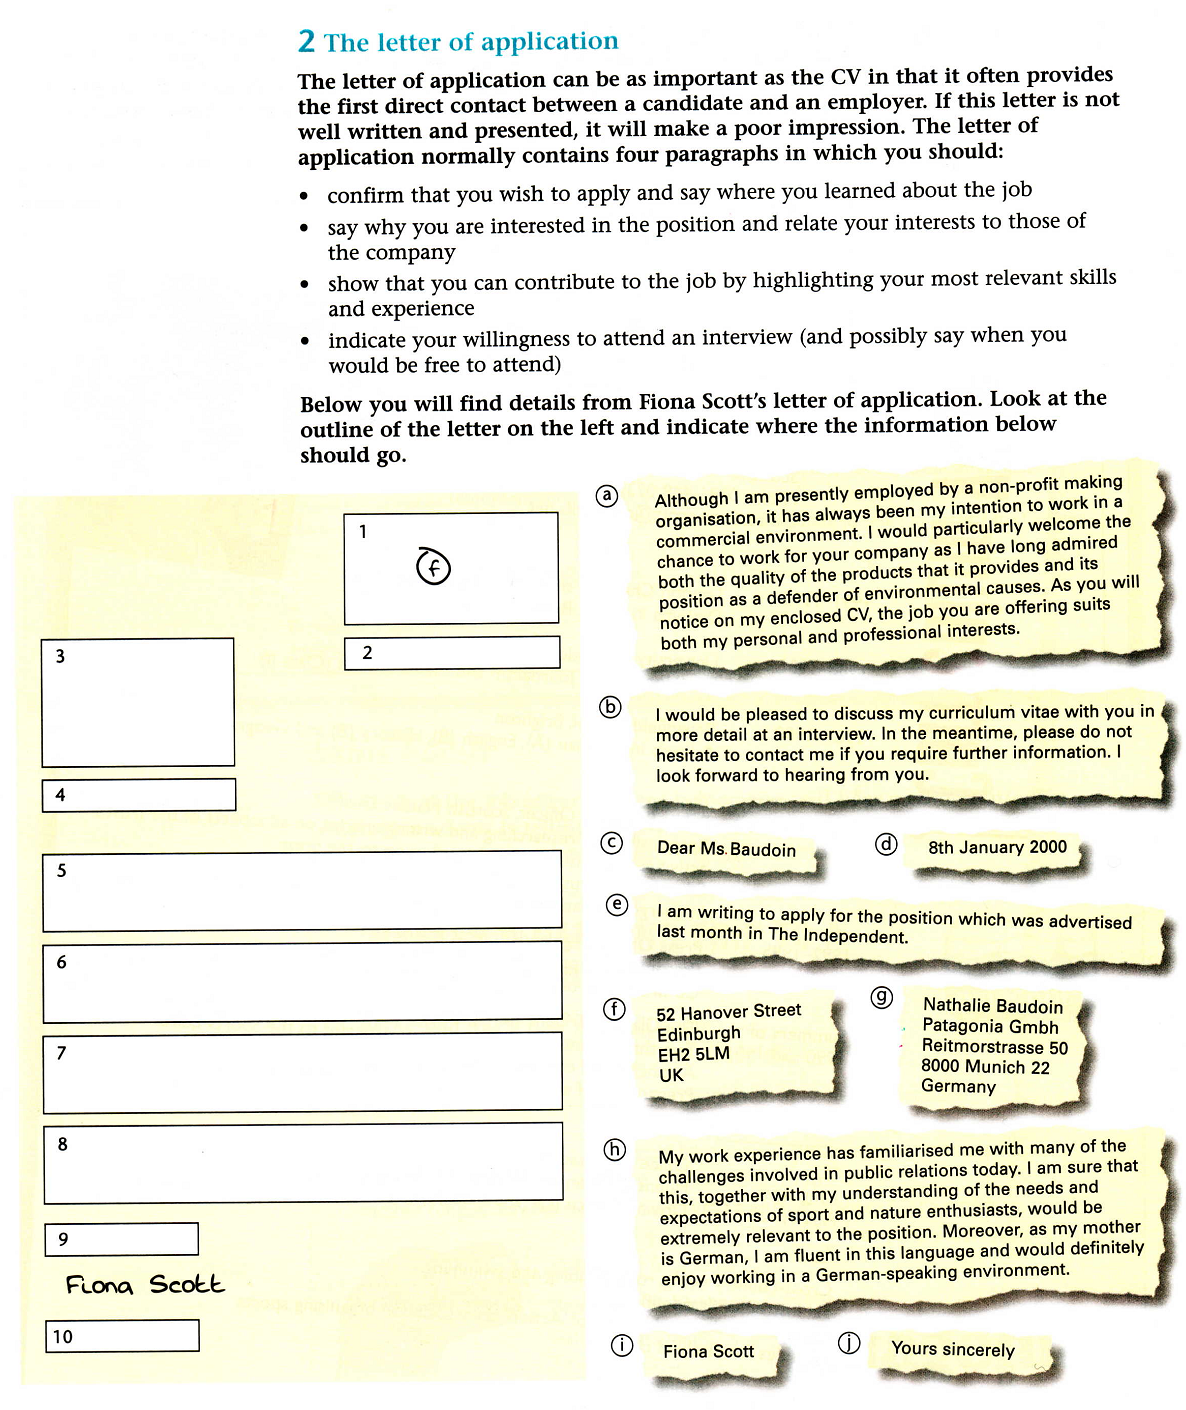 2 The letter of application
The letter of application can be as important as the CV in that it often provides
the first direct contact between a candidate and an employer. If this letter is not
well written and presented, it will make a poor impression. The letter of
application normally contains four paragraphs in which you should:
• confirm that you wish to apply and say where you learned about the job
• say why you are interested in the position and relate your interests to those of
the company
• show that you can contribute to the job by highlighting your most relevant skills
and experience
• indicate your willingness to attend an interview (and possibly say when you
would be free to attend)
Below you will find details from Fiona Scott's letter of application. Look at the
outline of the letter on the left and indicate where the information below
should go.
1
f
2
3
4
5
6
7
8
9
Fiona Scott
10
a
Although I am presently employed by a non-profit making
organisation, it has always been my intention to work in a
commercial environment. I would particularly welcome the
chance to work for your company as I have long admired
both the quality of the products that it provides and its
position as a defender of environmental causes. As you will
notice on my enclosed CV, the job you are offering suits
both my personal and professional interests.
b
I would be pleased to discuss my curriculum vitae with you in
more detail at an interview. In the meantime, please do not
hesitate to contact me if you require further information. I
look forward to hearing from you.
c
Dear Ms. Baudoin
d
8th January 2000
e
I am writing to apply for the position which was advertised
last month in The Independent.
f
52 Hanover Street
Edinburgh
EH2 5LM
UK
g
Nathalie Baudoin
Patagonia Gmbh
Reitmorstrasse 50
8000 Munich 22
Germany
h
My work experience has familiarised me with many of the
challenges involved in public relations today. I am sure that
this, together with my understanding of the needs and
expectations of sport and nature enthusiasts, would be
extremely relevant to the position. Moreover, as my mother
is German, I am fluent in this language and would definitely
enjoy working in a German-speaking environment.
i
Fiona Scott
j
Yours sincerely